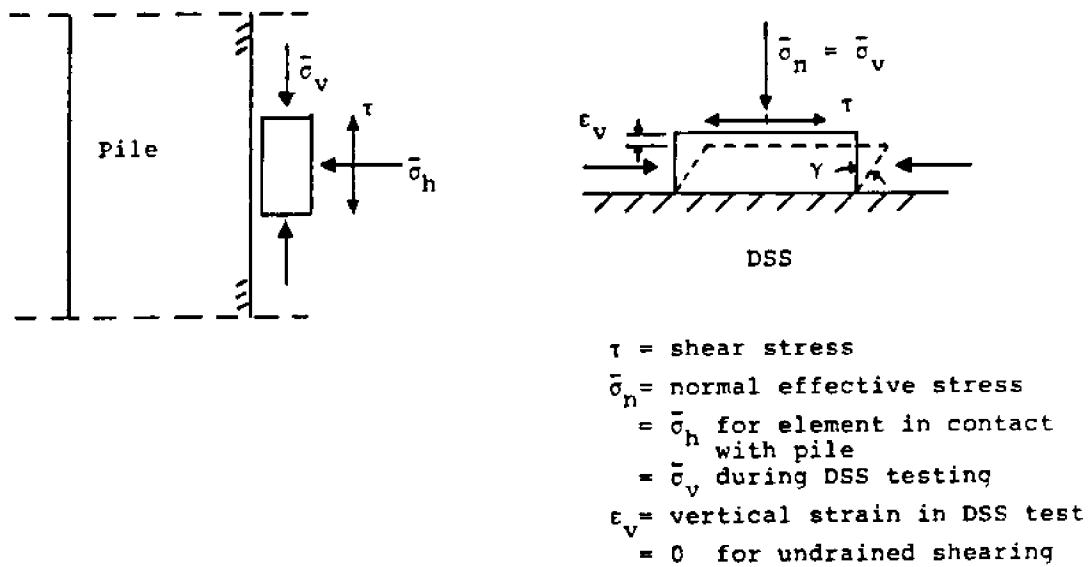 Pile
σ̄v
τ
σ̄h
σ̄n = σ̄v
τ
εv
γ
DSS
τ = shear stress
σ̄n= normal effective stress
= σ̄h for element in contact
with pile
= σ̄v during DSS testing
εv= vertical strain in DSS test
= 0 for undrained shearing